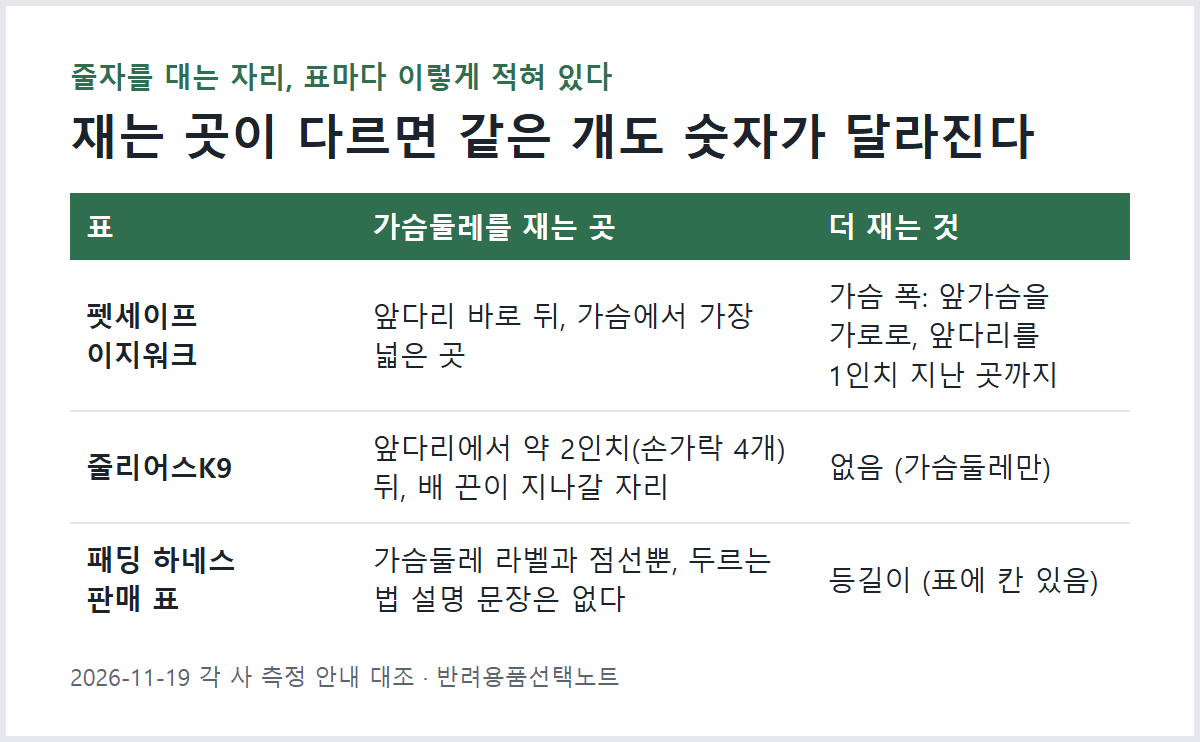 줄자를 대는 자리, 표마다 이렇게 적혀 있다
재는 곳이 다르면 같은 개도 숫자가 달라진다
표 가슴둘레를 재는 곳 더 재는 것
펫세이프
이지워크
앞다리 바로 뒤, 가슴에서 가장
넓은 곳
가슴 폭: 앞가슴을
가로로, 앞다리를
1인치 지난 곳까지
줄리어스K9
앞다리에서 약 2인치(손가락 4개)
뒤, 배 끈이 지나갈 자리
없음 (가슴둘레만)
패딩 하네스
판매 표
가슴둘레 라벨과 점선뿐, 두르는
법 설명 문장은 없다
등길이 (표에 칸 있음)
2026-11-19 각 사 측정 안내 대조 · 반려용품선택노트